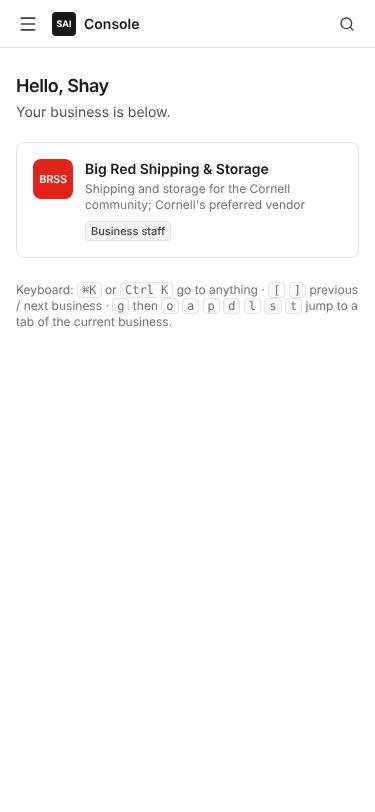 SAI Console
Hello, Shay
Your business is below.
BRSS
Big Red Shipping & Storage
Shipping and storage for the Cornell
community; Cornell's preferred vendor
Business staff
Keyboard: ⌘K or Ctrl K go to anything · [ ] previous
/ next business · g then o a p d l s t jump to a
tab of the current business.